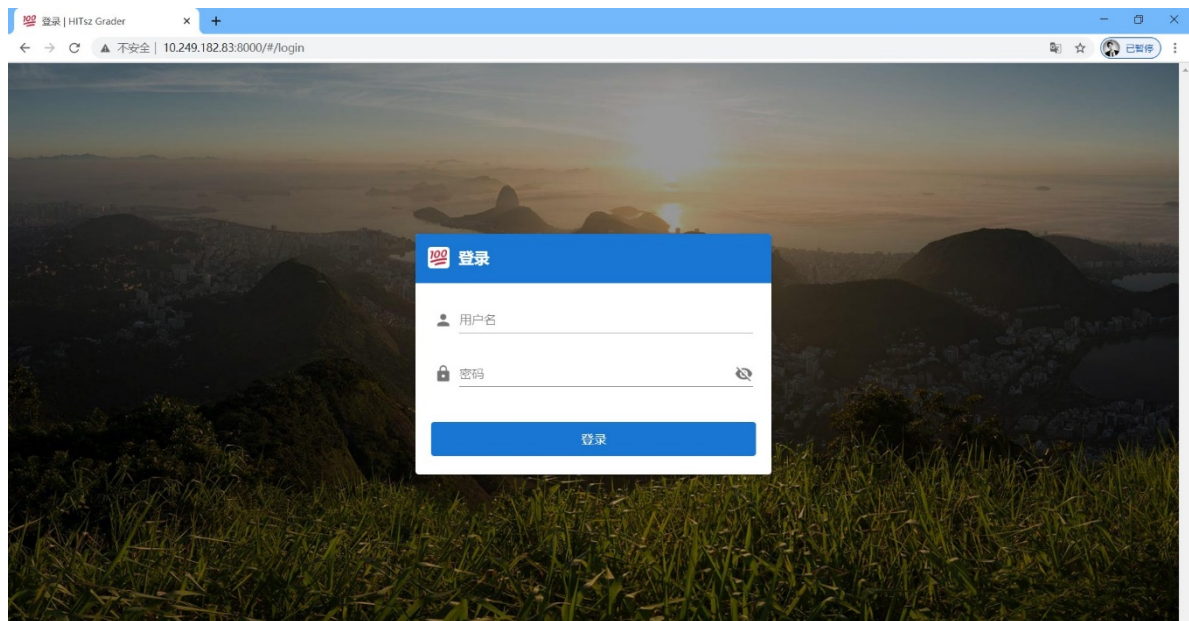 登录 | HITsz Grader
不安全 | 10.249.182.83:8000/#/login
已暂停
100 登录
用户名
密码
登录